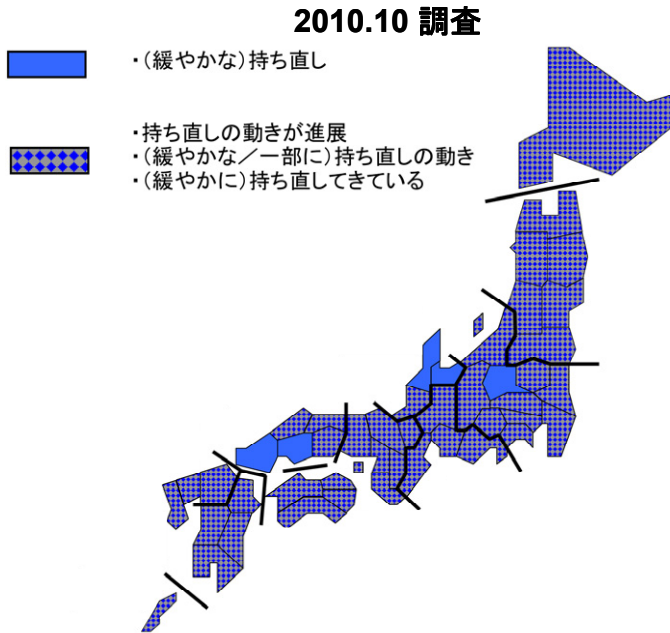 2010.10 調査
・（緩やかな）持ち直し
・持ち直しの動きが進展
・（緩やかな／一部に）持ち直しの動き
・（緩やかに）持ち直してきている